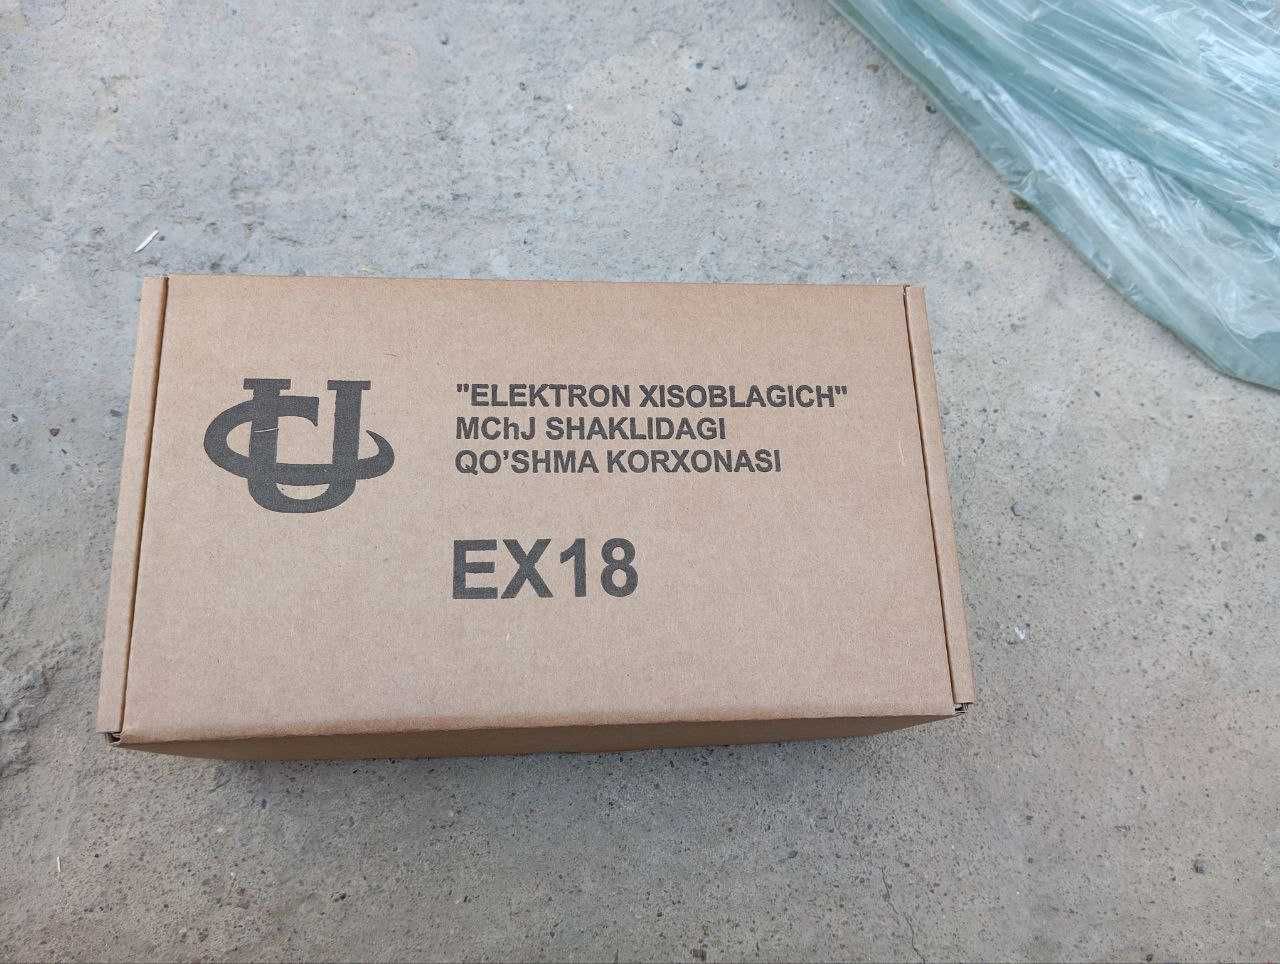 "ELEKTRON XISOBLAGICH"
MChJ SHAKLIDAGI
QO'SHMA KORXONASI
EX18